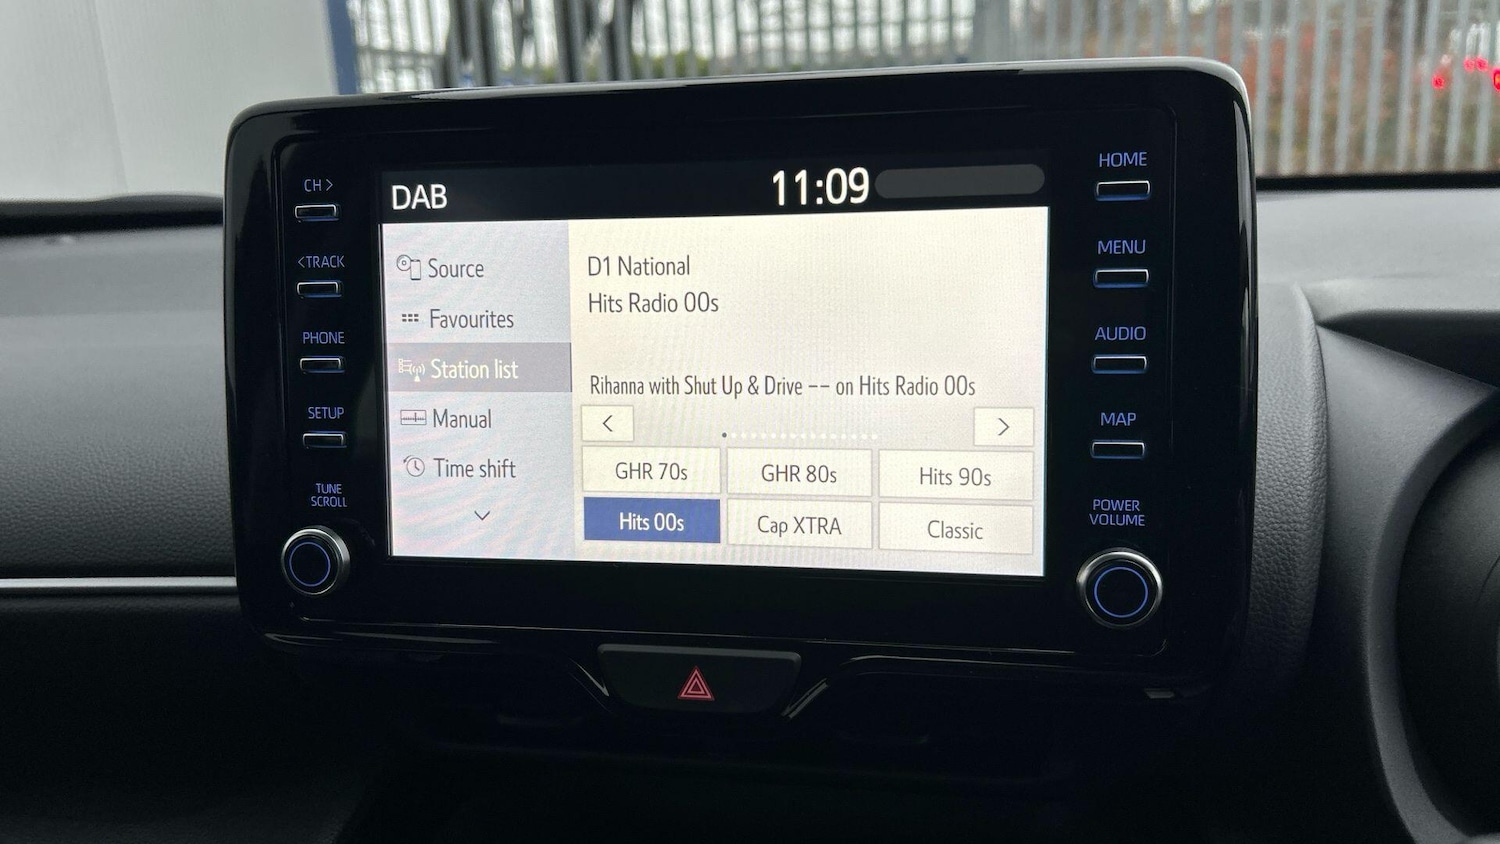 CH >
<TRACK
PHONE
SETUP
TUNE
SCROLL
DAB
11:09
Source
Favourites
Station list
Manual
Time shift
D1 National
Hits Radio 00s
Rihanna with Shut Up & Drive -- on Hits Radio 00s
< >
GHR 70s GHR 80s Hits 90s
Hits 00s Cap XTRA Classic
HOME
MENU
AUDIO
MAP
POWER
VOLUME